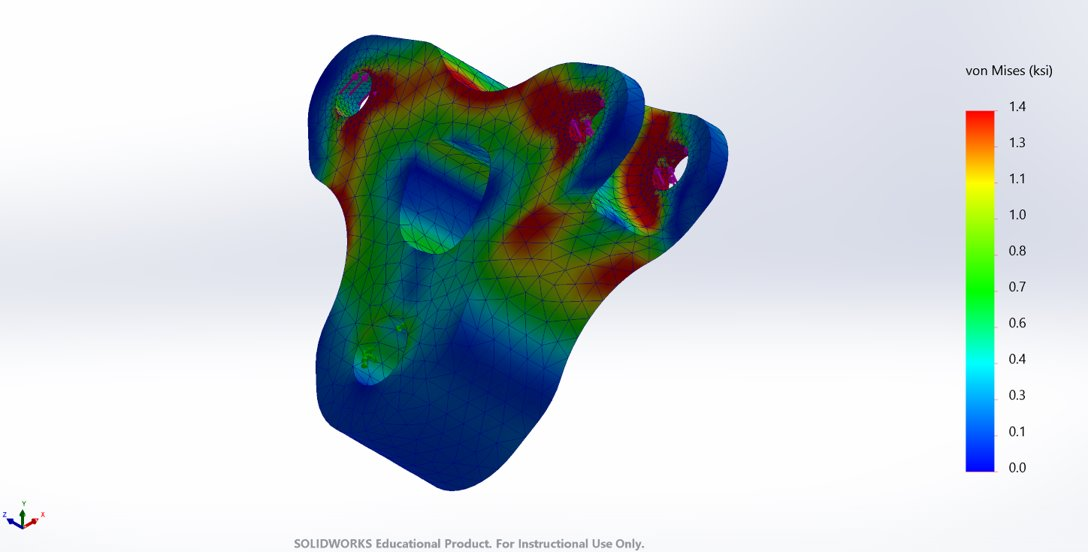 von Mises (ksi)
1.4
1.3
1.1
1.0
0.8
0.7
0.6
0.4
0.3
0.1
0.0
Y
Z
X
SOLIDWORKS Educational Product. For Instructional Use Only.